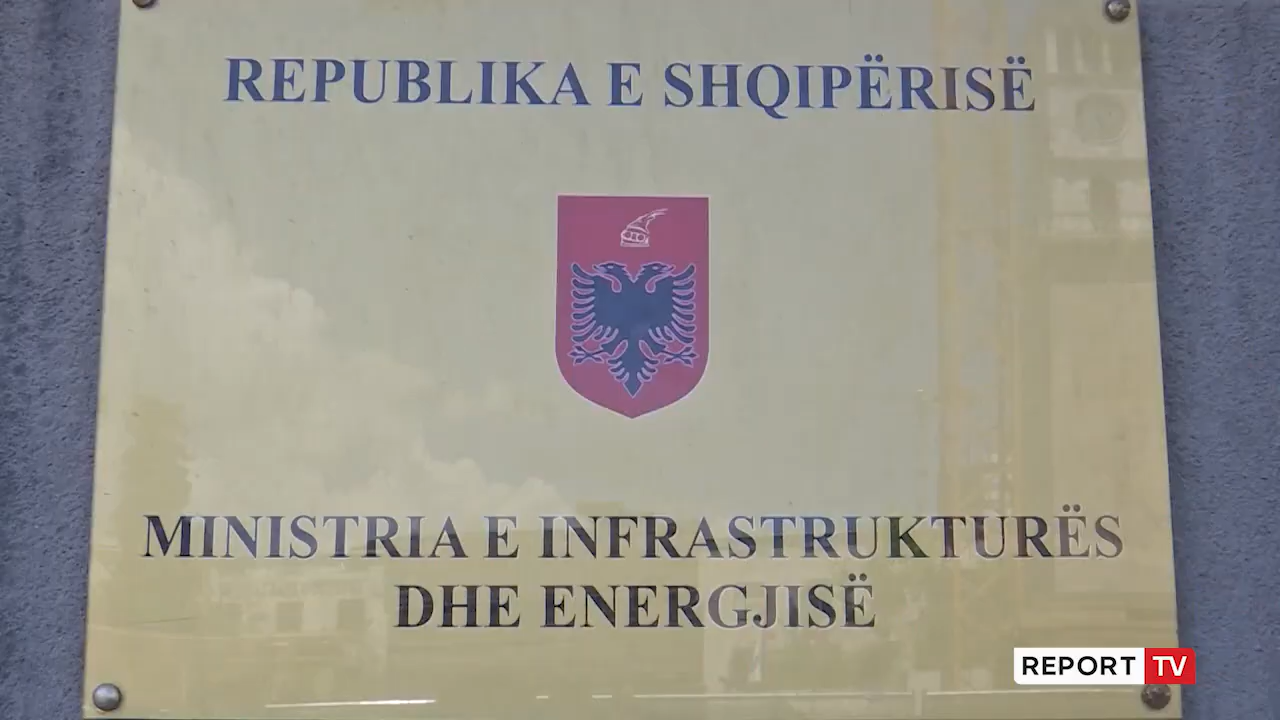 REPUBLIKA E SHQIPËRISË
MINISTRIA E INFRASTRUKTURËS
DHE ENERGJISË
REPORT TV